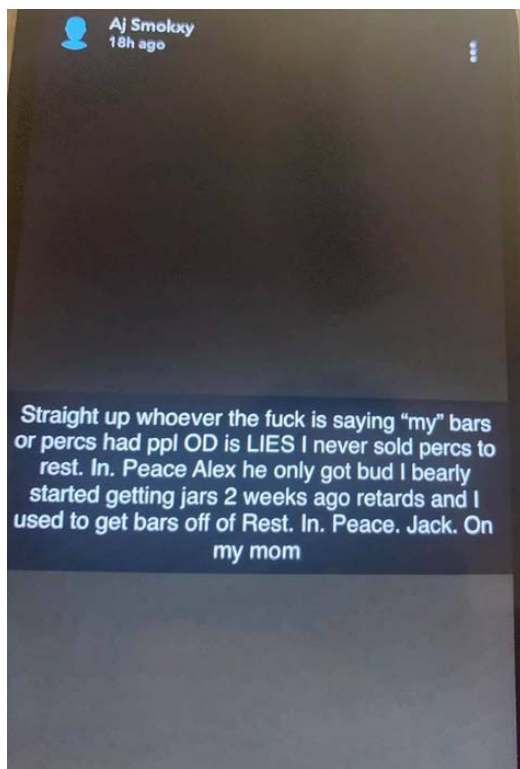 Aj Smokxy
18h ago
Straight up whoever the fuck is saying “my” bars
or percs had ppl OD is LIES I never sold percs to
rest. In. Peace Alex he only got bud I bearly
started getting jars 2 weeks ago retards and I
used to get bars off of Rest. In. Peace. Jack. On
my mom